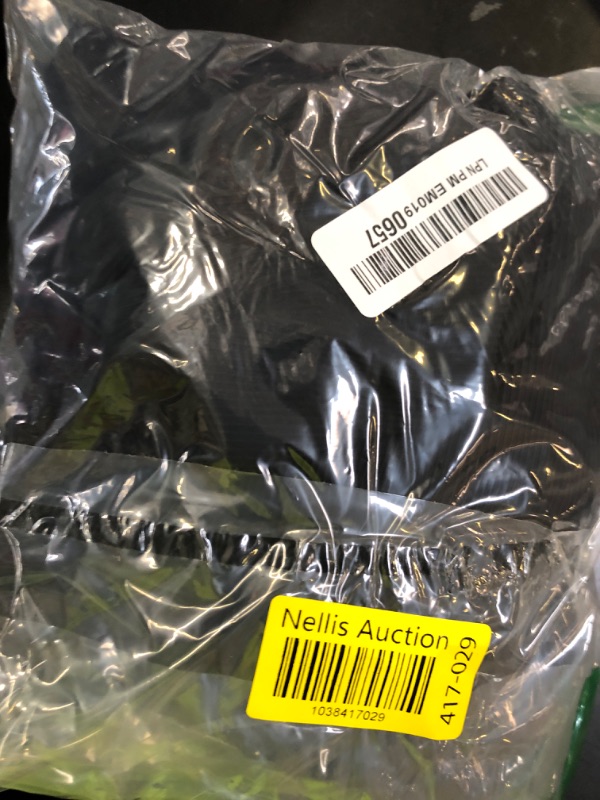 LPN PM EM019 0657
Nellis Auction
1038417029
417-029